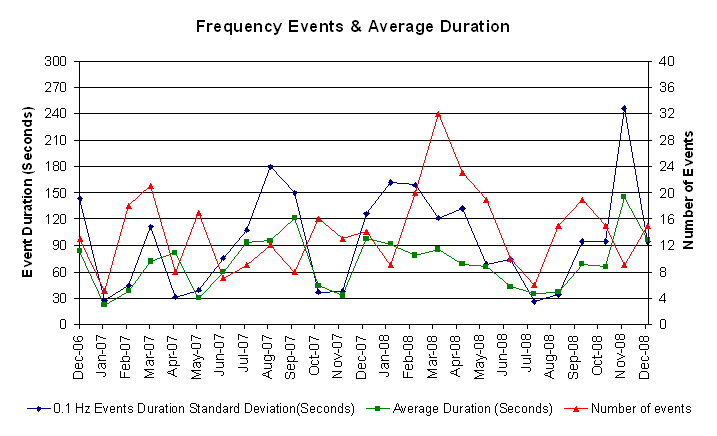 Frequency Events & Average Duration
300 40
270 36
240 32
210 28
180 24
150 20
120 16
90 12
60 8
30 4
0 0
Event Duration (Seconds)
Number of Events
Dec-06 Jan-07 Feb-07 Mar-07 Apr-07 May-07 Jun-07 Jul-07 Aug-07 Sep-07 Oct-07 Nov-07 Dec-07 Jan-08 Feb-08 Mar-08 Apr-08 May-08 Jun-08 Jul-08 Aug-08 Sep-08 Oct-08 Nov-08 Dec-08
0.1 Hz Events Duration Standard Deviation(Seconds) Average Duration (Seconds) Number of events